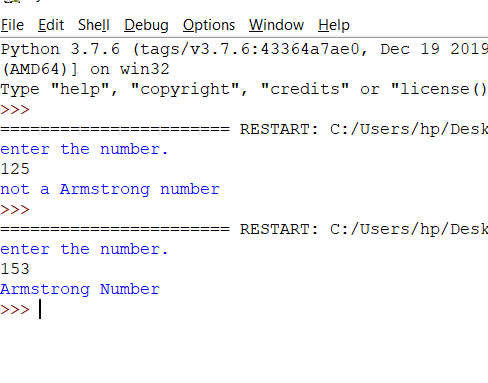 File Edit Shell Debug Options Window Help
Python 3.7.6 (tags/v3.7.6:43364a7ae0, Dec 19 2019
(AMD64)] on win32
Type "help", "copyright", "credits" or "license()
>>>
======================= RESTART: C:/Users/hp/Desk
enter the number.
125
not a Armstrong number
>>>
======================= RESTART: C:/Users/hp/Desk
enter the number.
153
Armstrong Number
>>>